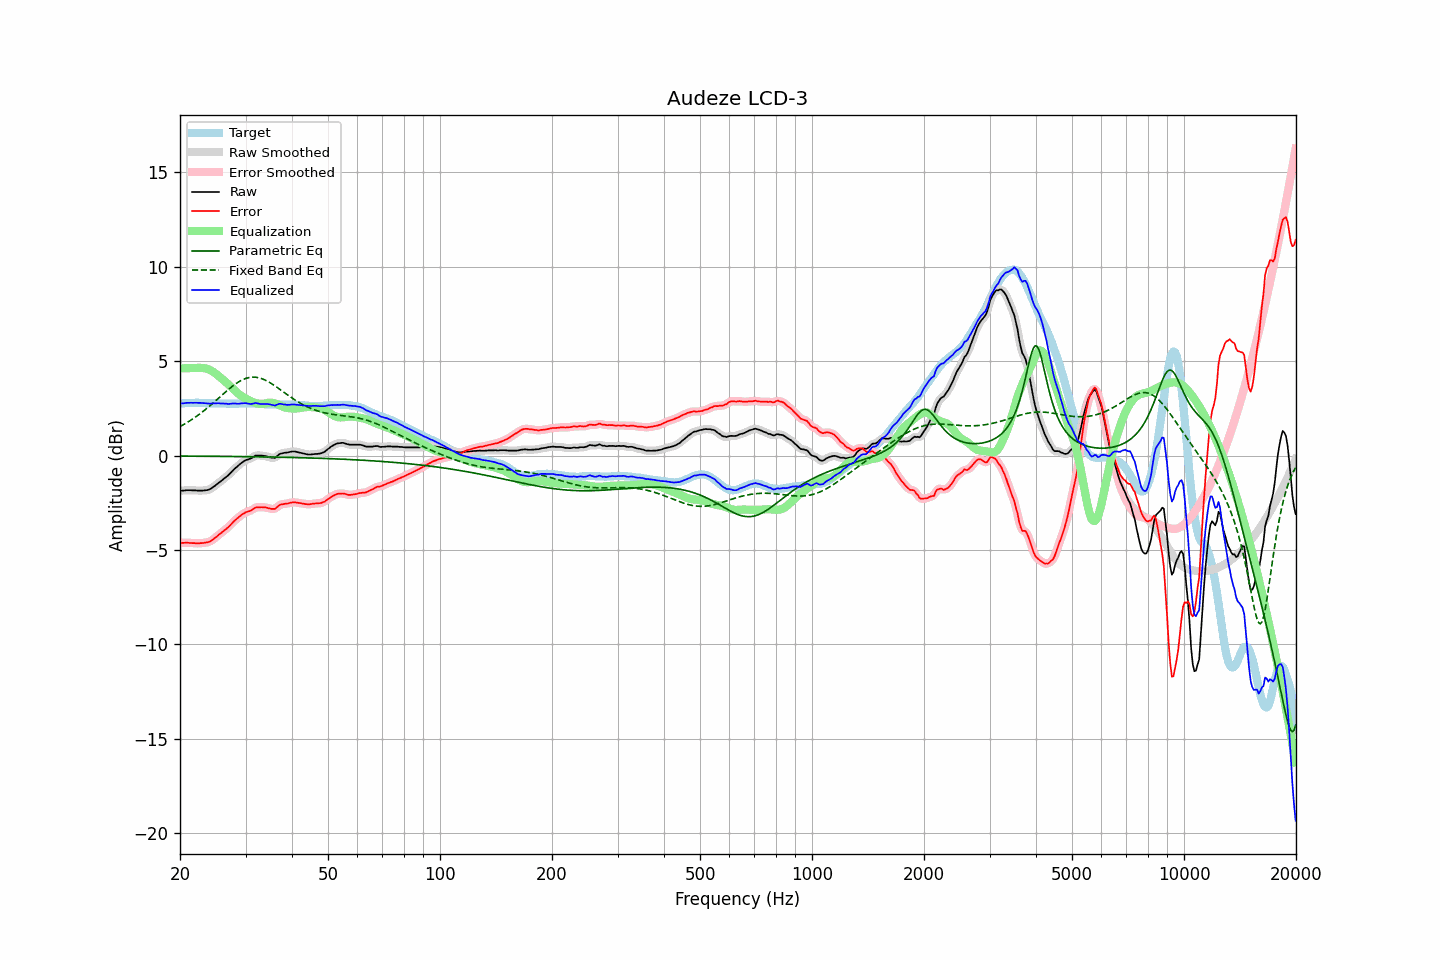 Audeze LCD-3
Target
Raw Smoothed
Error Smoothed
Raw
Error
Equalization
Parametric Eq
Fixed Band Eq
Equalized
15
10
5
0
−5
−10
−15
−20
Amplitude (dBr)
20 50 100 200 500 1000 2000 5000 10000 20000
Frequency (Hz)